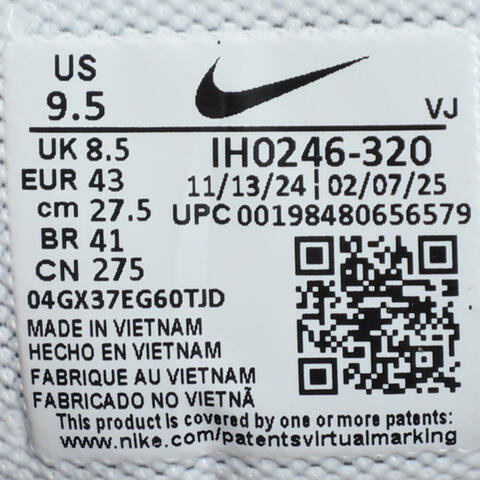 US
9.5
VJ
UK 8.5
IH0246-320
EUR 43
11/13/24 | 02/07/25
cm 27.5
UPC 00198480656579
BR 41
CN 275
04GX37EG60TJD
MADE IN VIETNAM
HECHO EN VIETNAM
FABRIQUE AU VIETNAM
FABRICADO NO VIETNÃ
This product is covered by one or more patents:
www.nike.com/patentsvirtualmarking